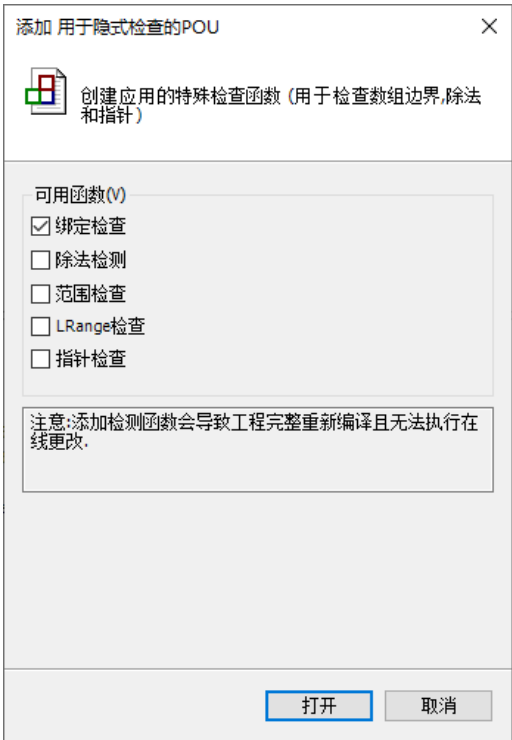 添加 用于隐式检查的POU
创建应用的特殊检查函数 (用于检查数组边界,除法
和指针)
可用函数(V)
绑定检查
除法检测
范围检查
LRange检查
指针检查
注意:添加检测函数会导致工程完整重新编译且无法执行在
线更改.
打开
取消